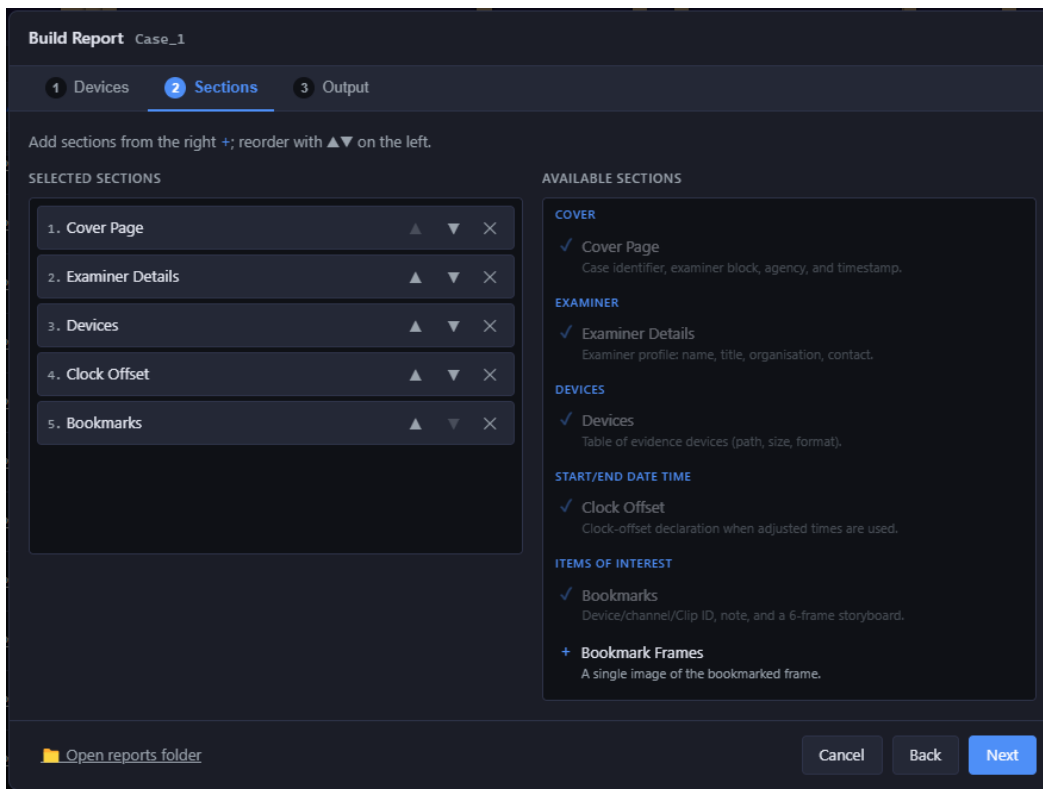 Build Report Case_1
1 Devices 2 Sections 3 Output
Add sections from the right +; reorder with ▲▼ on the left.
SELECTED SECTIONS
1. Cover Page
2. Examiner Details
3. Devices
4. Clock Offset
5. Bookmarks
AVAILABLE SECTIONS
COVER
✓ Cover Page
Case identifier, examiner block, agency, and timestamp.
EXAMINER
✓ Examiner Details
Examiner profile: name, title, organisation, contact.
DEVICES
✓ Devices
Table of evidence devices (path, size, format).
START/END DATE TIME
✓ Clock Offset
Clock-offset declaration when adjusted times are used.
ITEMS OF INTEREST
✓ Bookmarks
Device/channel/Clip ID, note, and a 6-frame storyboard.
+ Bookmark Frames
A single image of the bookmarked frame.
Open reports folder
Cancel Back Next